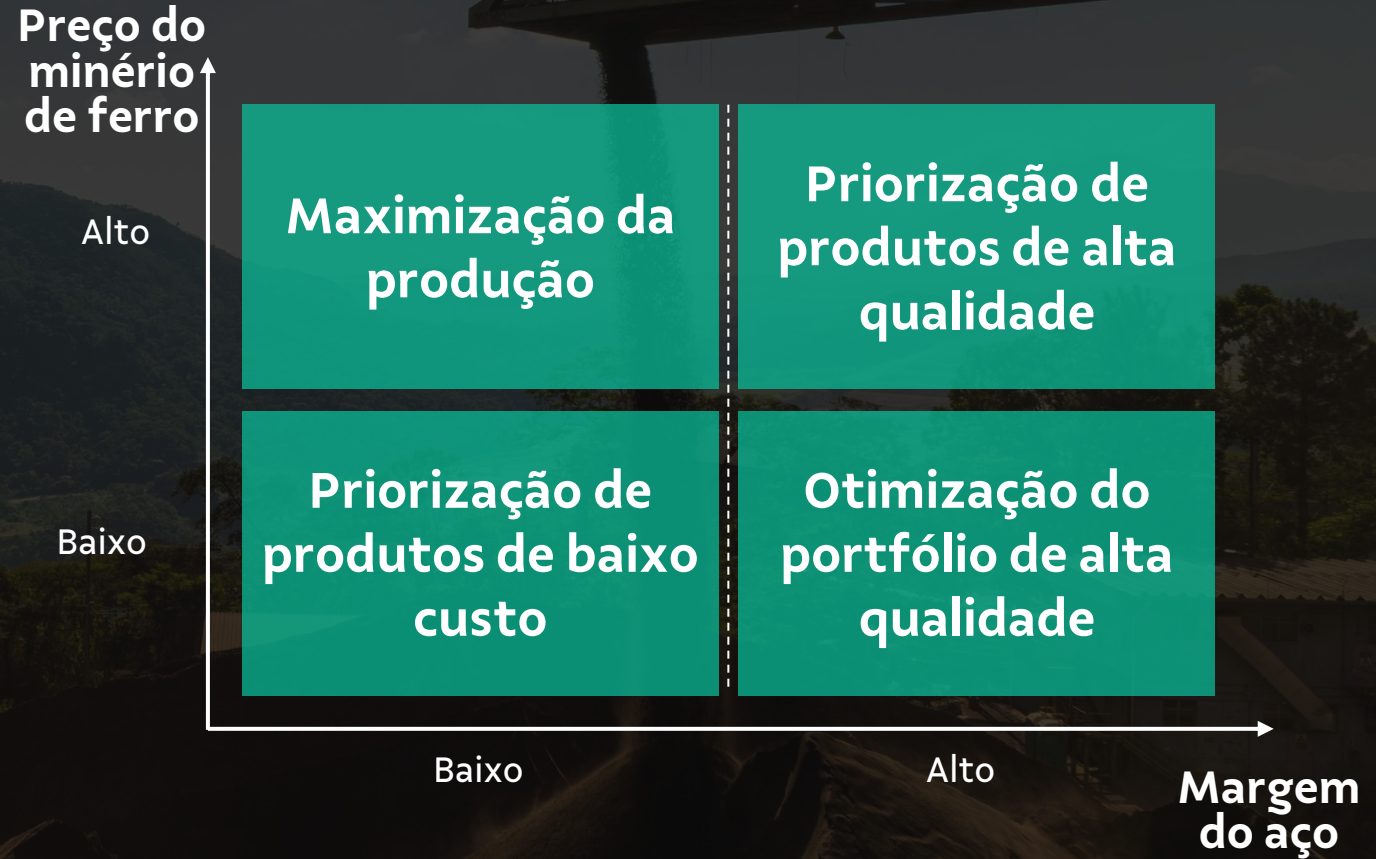 Preço do
minério
de ferro
Alto
Maximização da
produção
Priorização de
produtos de alta
qualidade
Baixo
Priorização de
produtos de baixo
custo
Otimização do
portfólio de alta
qualidade
Baixo
Alto
Margem
do aço